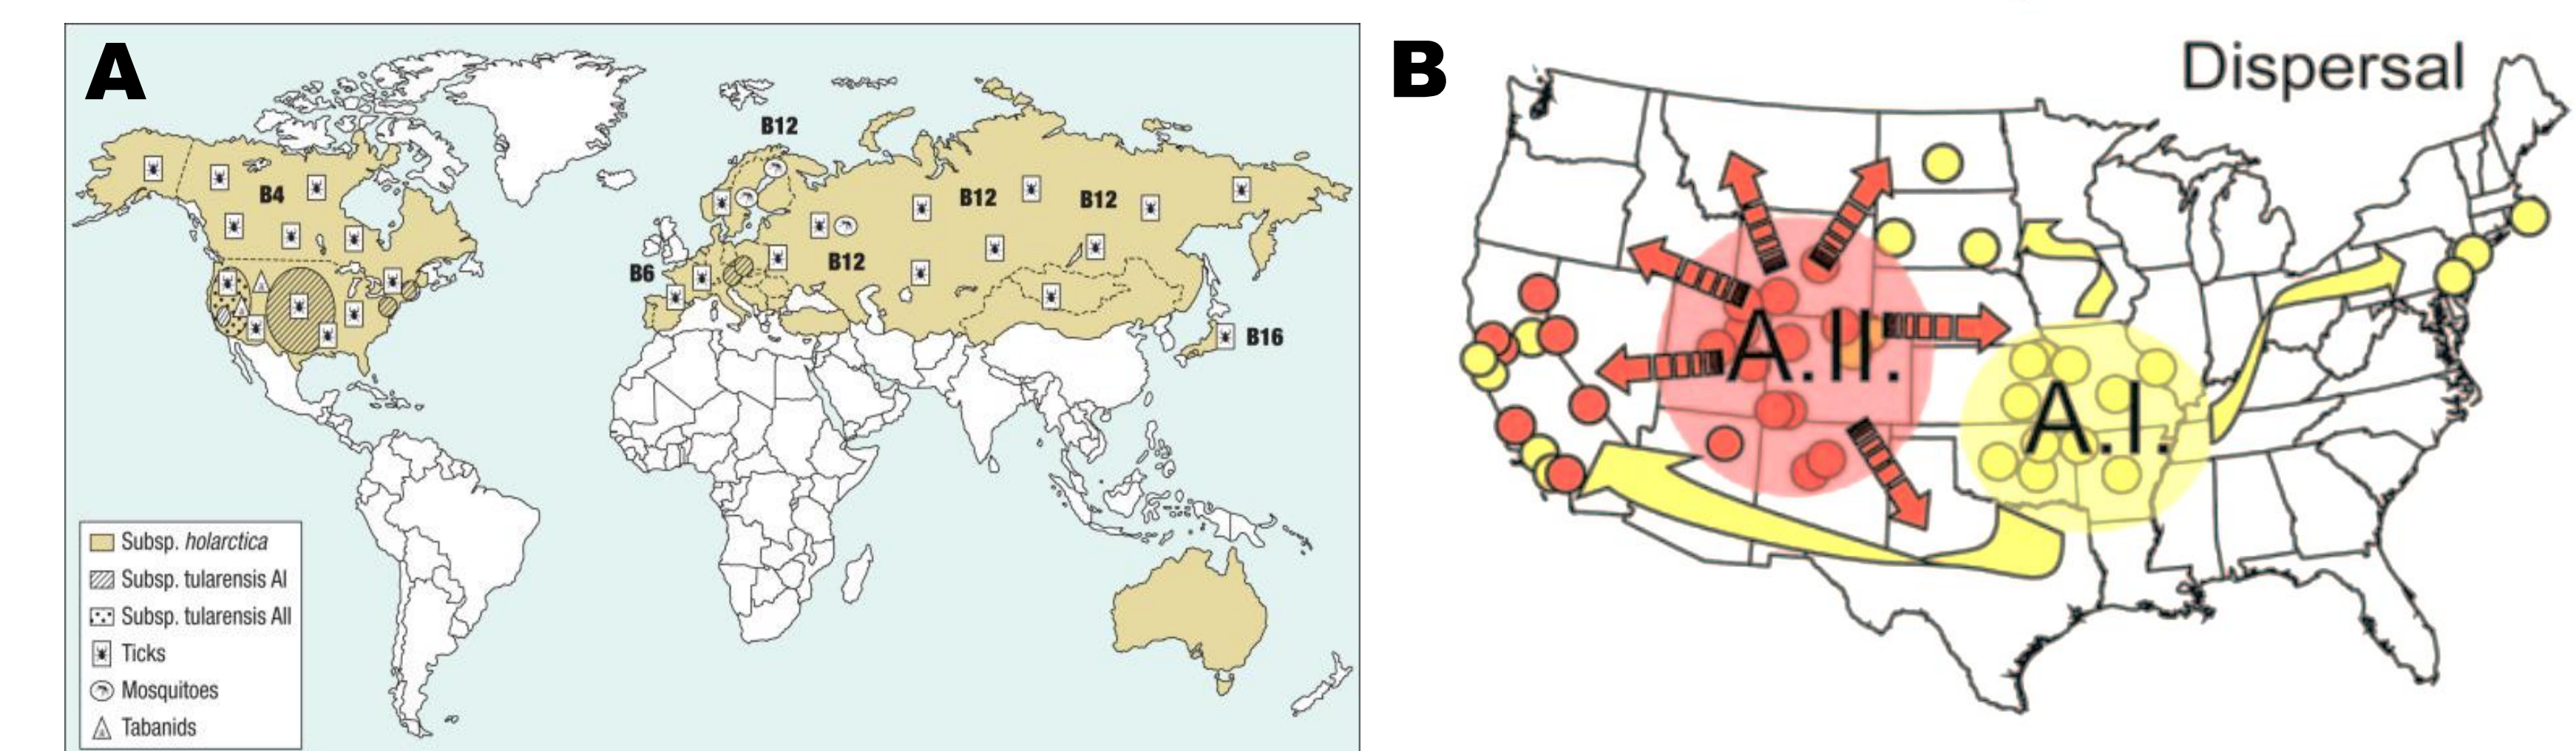 A
B
Dispersal
B12
B4
B12
B12
B6
B12
B16
A.II.
A.I.
Subsp. holarctica
Subsp. tularensis AI
Subsp. tularensis AII
Ticks
Mosquitoes
Tabanids